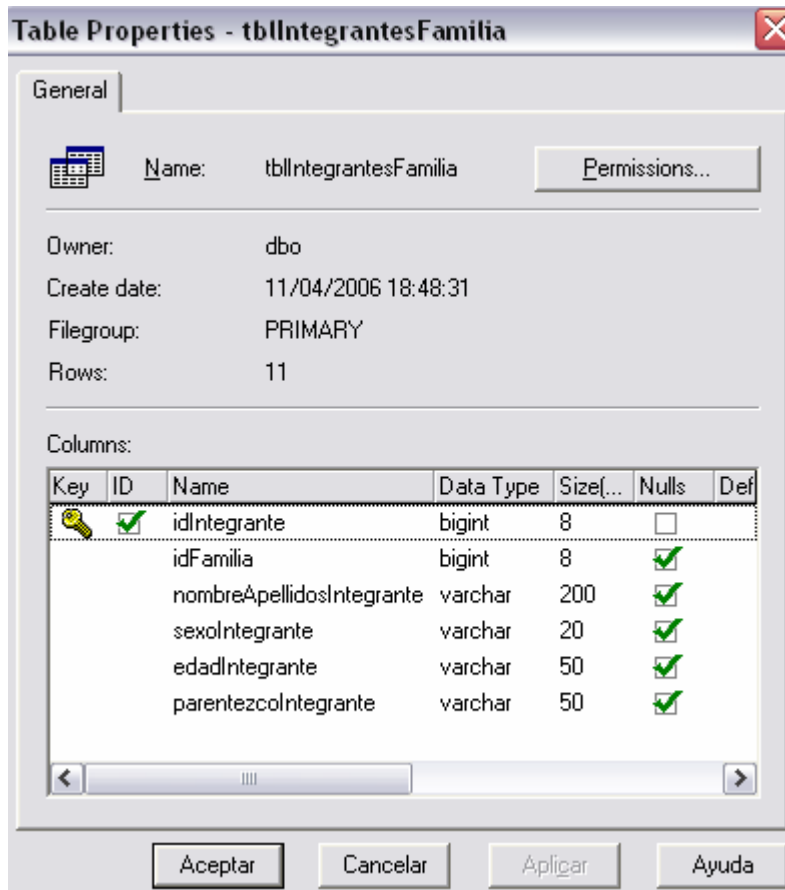 Table Properties - tblIntegrantesFamilia
General
Name: tblIntegrantesFamilia Permissions...
Owner: dbo
Create date: 11/04/2006 18:48:31
Filegroup: PRIMARY
Rows: 11
Columns:
Key ID Name Data Type Size(... Nulls Def
idIntegrante bigint 8
idFamilia bigint 8
nombreApellidosIntegrante varchar 200
sexoIntegrante varchar 20
edadIntegrante varchar 50
parentezcoIntegrante varchar 50
Aceptar Cancelar Aplicar Ayuda